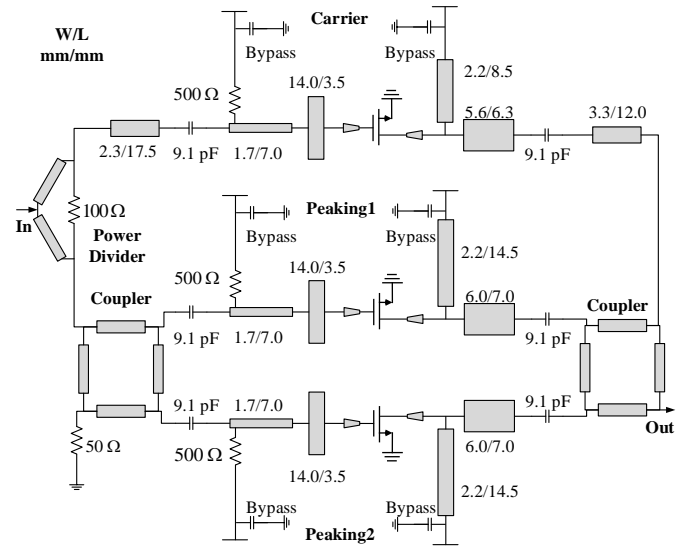 W/L
mm/mm
Carrier
Bypass
Bypass
500 Ω
14.0/3.5
2.2/8.5
5.6/6.3
3.3/12.0
2.3/17.5
9.1 pF
1.7/7.0
9.1 pF
In
100Ω
Power
Divider
Peaking1
Bypass
Bypass
500 Ω
14.0/3.5
2.2/14.5
6.0/7.0
Coupler
Coupler
9.1 pF
1.7/7.0
9.1 pF
9.1 pF
1.7/7.0
9.1 pF
50 Ω
500 Ω
14.0/3.5
6.0/7.0
Out
2.2/14.5
Bypass
Bypass
Peaking2